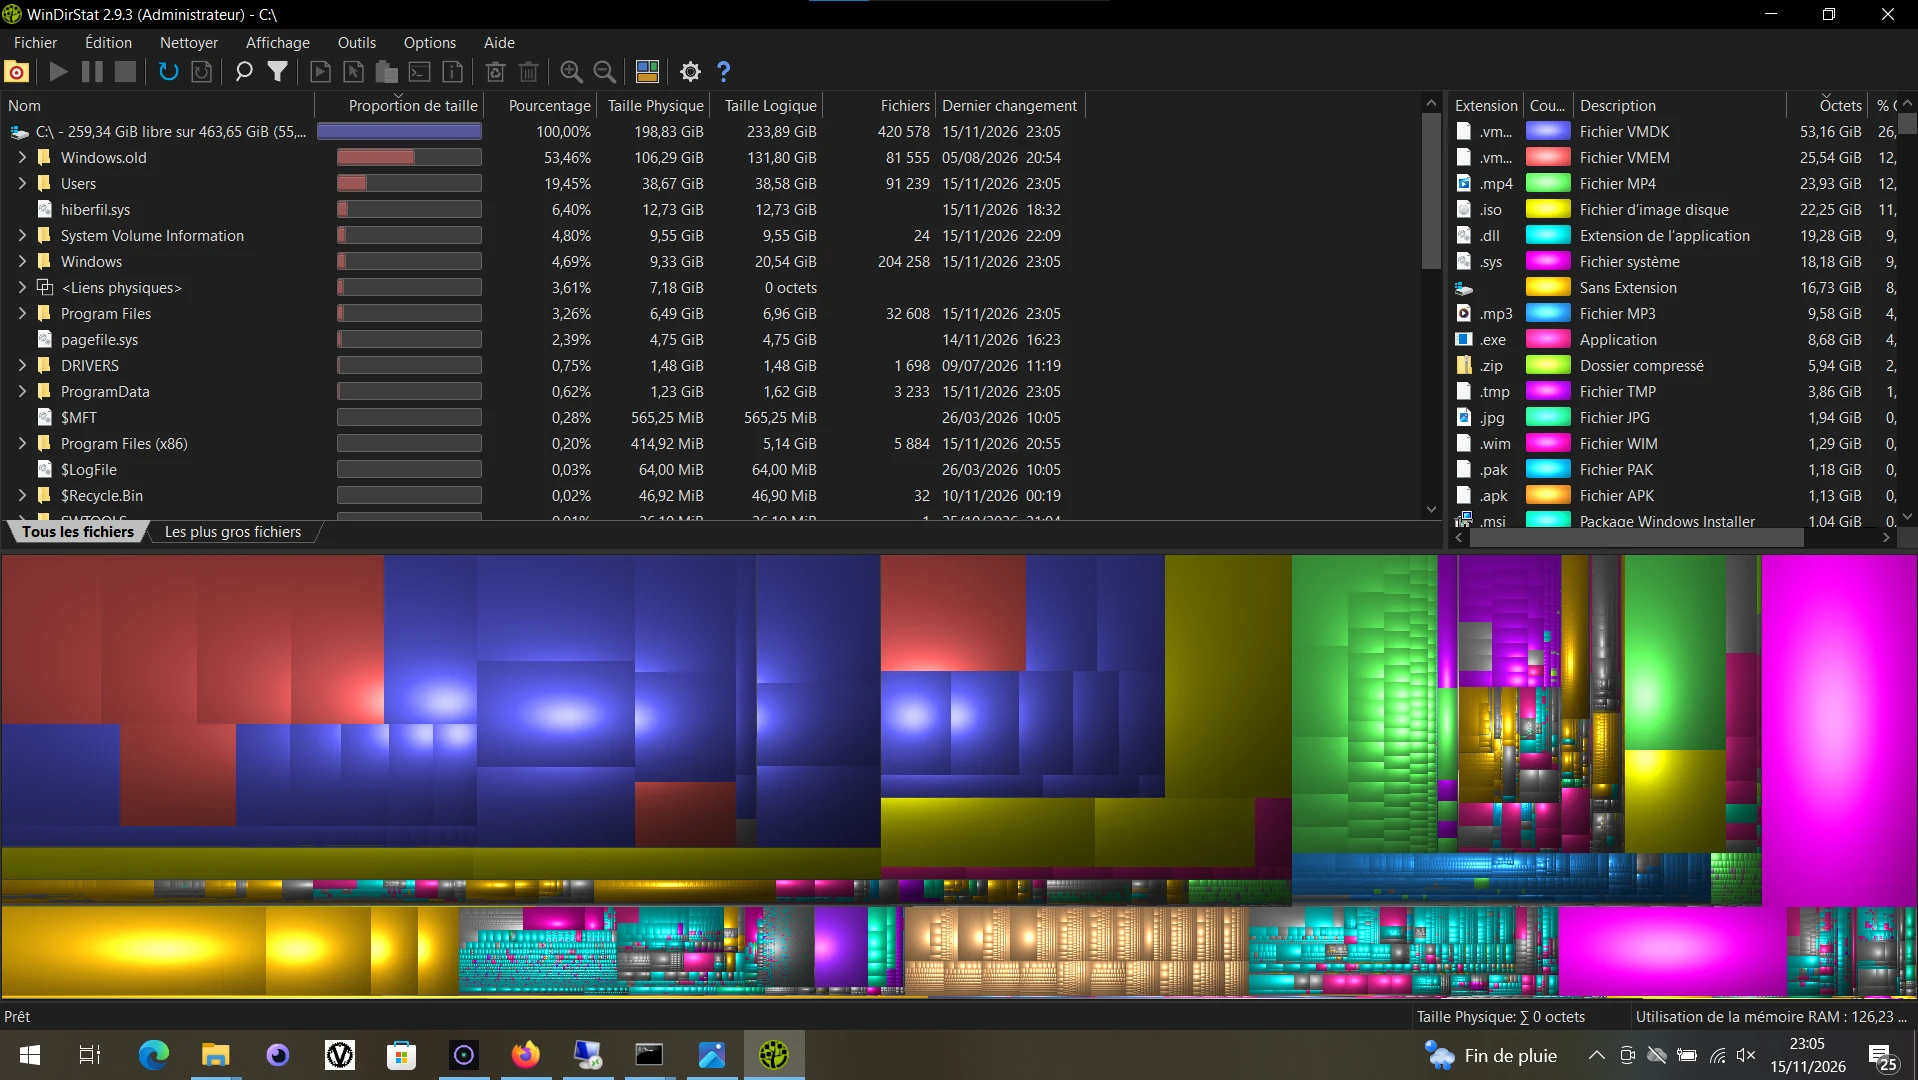 WinDirStat 2.9.3 (Administrateur) - C:\
Fichier Édition Nettoyer Affichage Outils Options Aide
Nom Proportion de taille Pourcentage Taille Physique Taille Logique Fichiers Dernier changement
C:\ - 259,34 GiB libre sur 463,65 GiB (55,... 100,00% 198,83 GiB 233,89 GiB 420 578 15/11/2026 23:05
Windows.old 53,46% 106,29 GiB 131,80 GiB 81 555 05/08/2026 20:54
Users 19,45% 38,67 GiB 38,58 GiB 91 239 15/11/2026 23:05
hiberfil.sys 6,40% 12,73 GiB 12,73 GiB 15/11/2026 18:32
System Volume Information 4,80% 9,55 GiB 9,55 GiB 24 15/11/2026 22:09
Windows 4,69% 9,33 GiB 20,54 GiB 204 258 15/11/2026 23:05
<Liens physiques> 3,61% 7,18 GiB 0 octets
Program Files 3,26% 6,49 GiB 6,96 GiB 32 608 15/11/2026 23:05
pagefile.sys 2,39% 4,75 GiB 4,75 GiB 14/11/2026 16:23
DRIVERS 0,75% 1,48 GiB 1,48 GiB 1 698 09/07/2026 11:19
ProgramData 0,62% 1,23 GiB 1,62 GiB 3 233 15/11/2026 23:05
$MFT 0,28% 565,25 MiB 565,25 MiB 26/03/2026 10:05
Program Files (x86) 0,20% 414,92 MiB 5,14 GiB 5 884 15/11/2026 20:55
$LogFile 0,03% 64,00 MiB 64,00 MiB 26/03/2026 10:05
$Recycle.Bin 0,02% 46,92 MiB 46,90 MiB 32 10/11/2026 00:19
Tous les fichiers Les plus gros fichiers
Extension Cou... Description Octets %
.vm... Fichier VMDK 53,16 GiB 26,
.vm... Fichier VMEM 25,54 GiB 12,
.mp4 Fichier MP4 23,93 GiB 12,
.iso Fichier d’image disque 22,25 GiB 11,
.dll Extension de l’application 19,28 GiB 9,
.sys Fichier système 18,18 GiB 9,
Sans Extension 16,73 GiB 8,
.mp3 Fichier MP3 9,58 GiB 4,
.exe Application 8,68 GiB 4,
.zip Dossier compressé 5,94 GiB 2,
.tmp Fichier TMP 3,86 GiB 1,
.jpg Fichier JPG 1,94 GiB 0,
.wim Fichier WIM 1,29 GiB 0,
.pak Fichier PAK 1,18 GiB 0,
.apk Fichier APK 1,13 GiB 0,
.msi Package Windows Installer 1,04 GiB 0,
Prêt
Taille Physique: ∑ 0 octets Utilisation de la mémoire RAM : 126,23 ...
Fin de pluie
23:05
15/11/2026
25